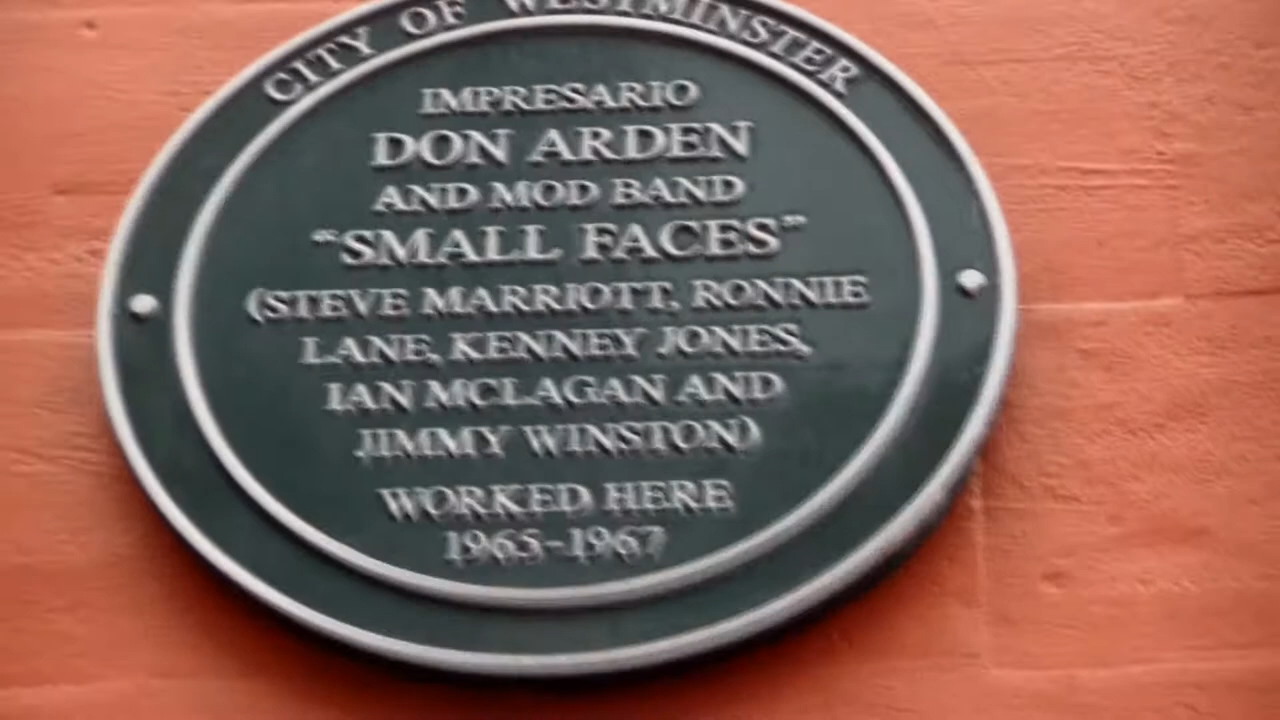 CITY OF WESTMINSTER
IMPRESARIO
DON ARDEN
AND MOD BAND
“SMALL FACES”
(STEVE MARRIOTT, RONNIE
LANE, KENNEY JONES,
IAN MCLAGAN AND
JIMMY WINSTON)
WORKED HERE
1965-1967